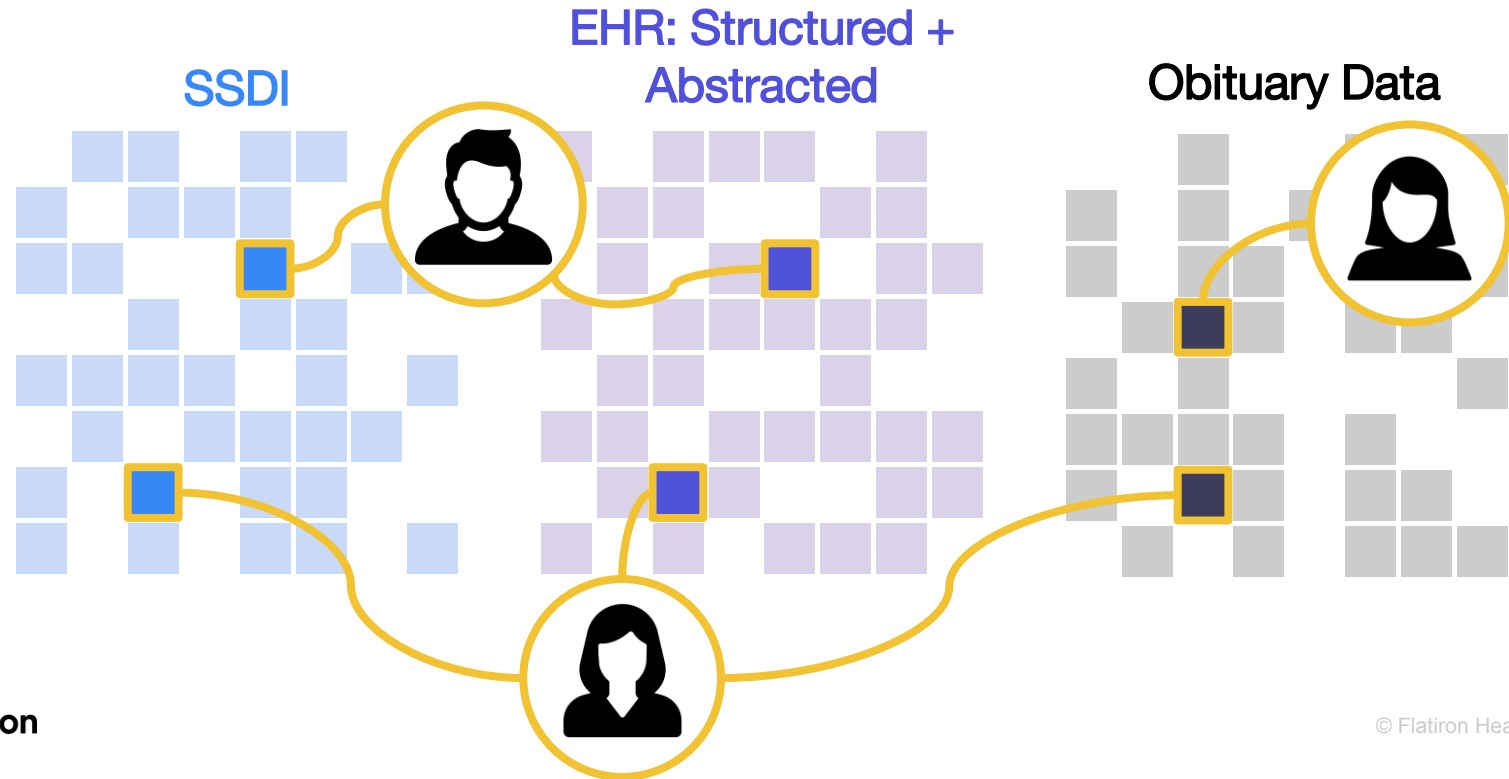 SSDI
EHR: Structured +
Abstracted
Obituary Data
on
© Flatiron Hea